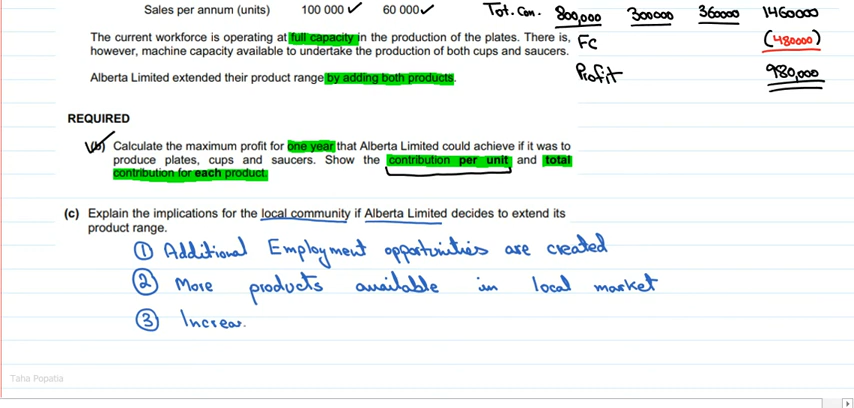 Sales per annum (units) 100 000 ✓ 60 000 ✓
Tot. Con. 800,000 300000 360000 1460000
The current workforce is operating at full capacity in the production of the plates. There is,
however, machine capacity available to undertake the production of both cups and saucers.
FC (480000)
Alberta Limited extended their product range by adding both products.
Profit 980,000
REQUIRED
(b) Calculate the maximum profit for one year that Alberta Limited could achieve if it was to
produce plates, cups and saucers. Show the contribution per unit and total
contribution for each product.
(c) Explain the implications for the local community if Alberta Limited decides to extend its
product range.
① Additional Employment opportunities are created
② More products available in local market
③ Increas
Taha Popatia